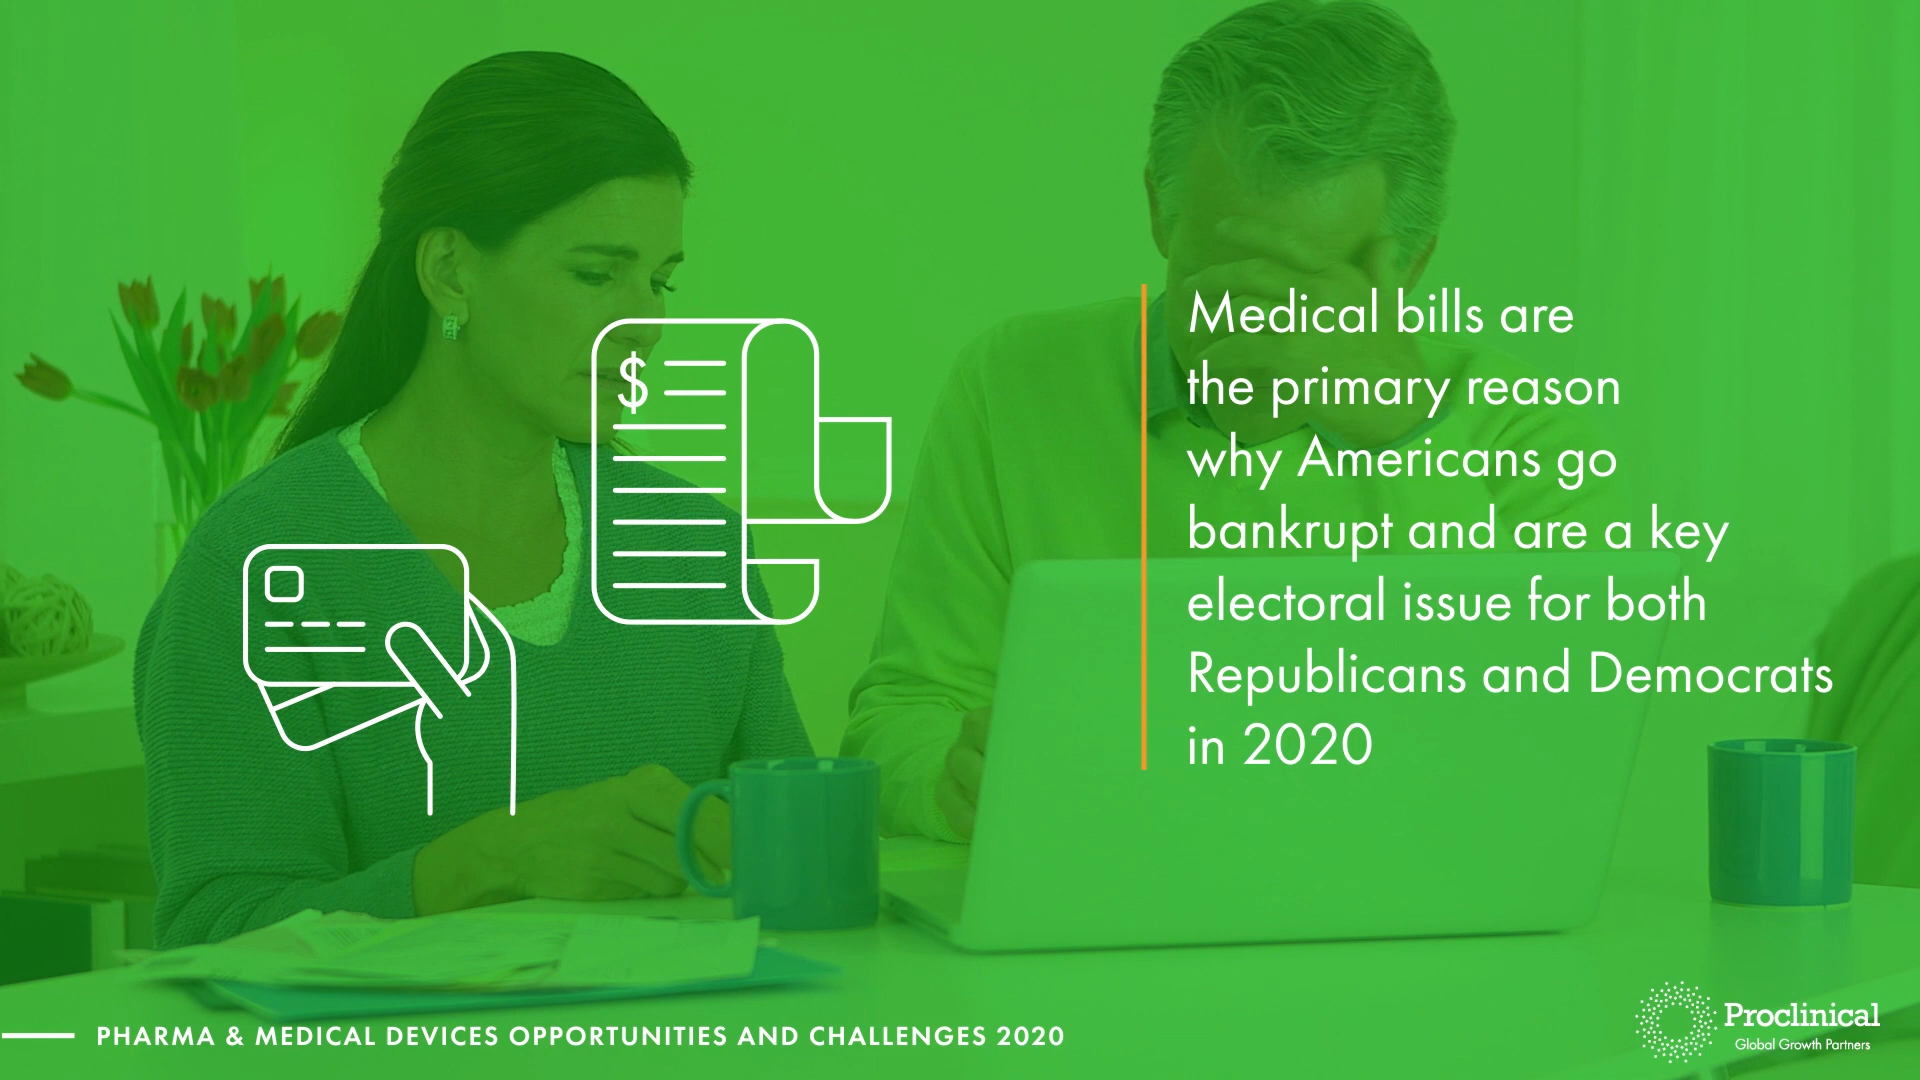 $
Medical bills are
the primary reason
why Americans go
bankrupt and are a key
electoral issue for both
Republicans and Democrats
in 2020
PHARMA & MEDICAL DEVICES OPPORTUNITIES AND CHALLENGES 2020
Proclinical
Global Growth Partners